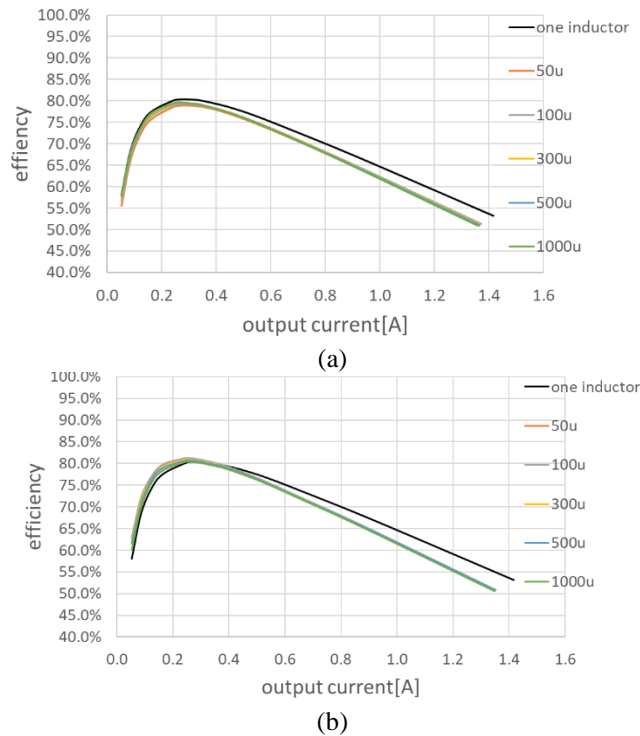 100.0%
95.0%
90.0%
85.0%
80.0%
75.0%
70.0%
65.0%
60.0%
55.0%
50.0%
45.0%
40.0%
effiency
0.0 0.2 0.4 0.6 0.8 1.0 1.2 1.4 1.6
output current[A]
one inductor
50u
100u
300u
500u
1000u
(a)
100.0%
95.0%
90.0%
85.0%
80.0%
75.0%
70.0%
65.0%
60.0%
55.0%
50.0%
45.0%
40.0%
efficiency
0.0 0.2 0.4 0.6 0.8 1.0 1.2 1.4 1.6
output current[A]
one inductor
50u
100u
300u
500u
1000u
(b)